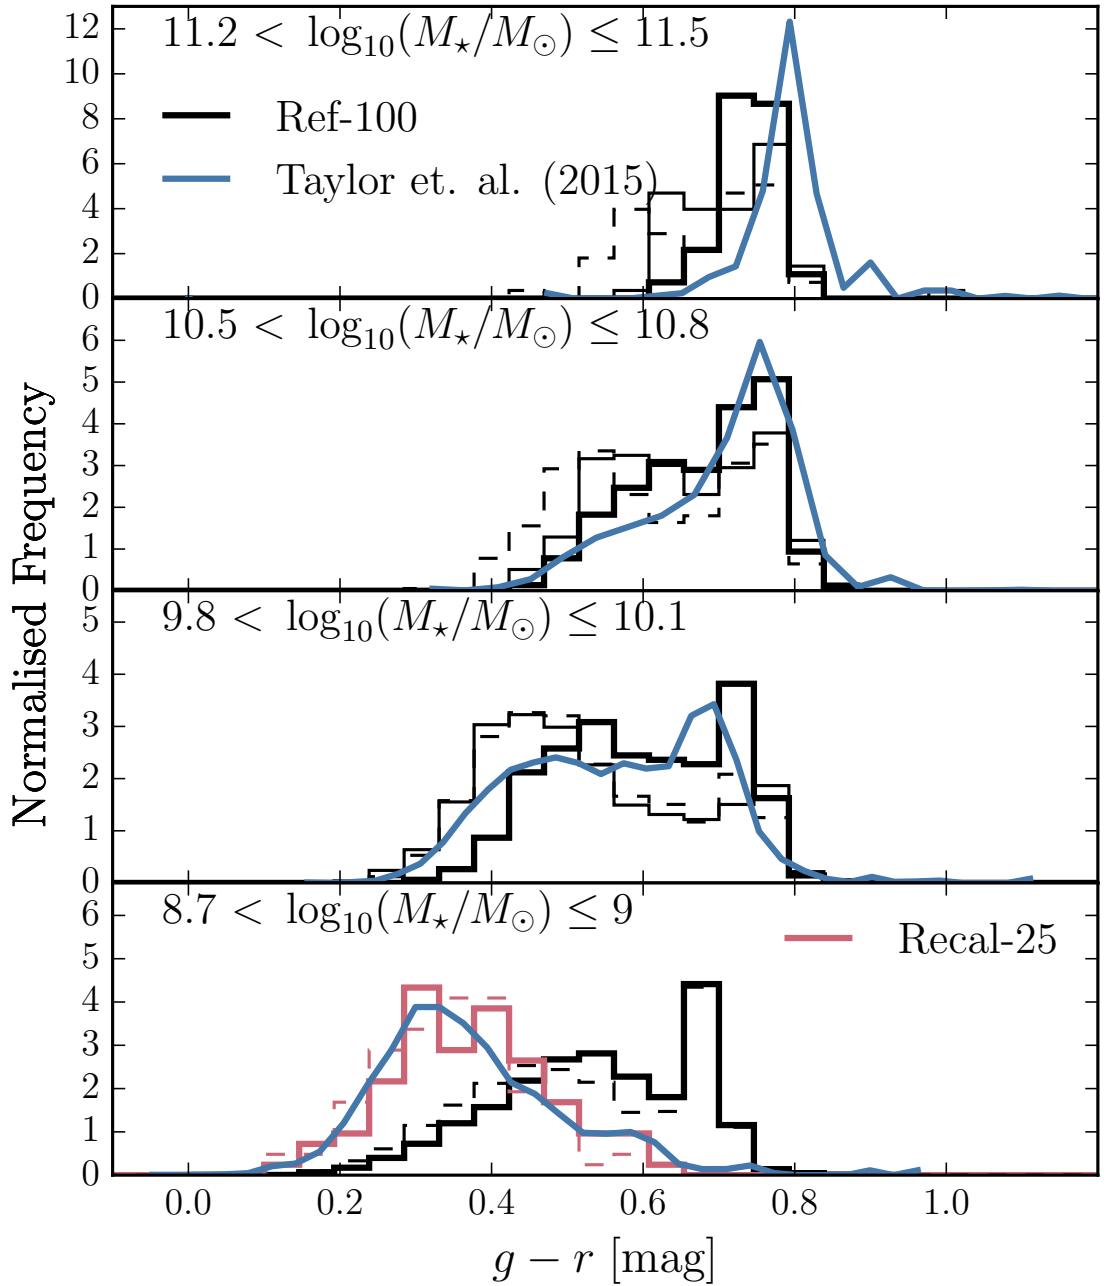 11.2 < log₁₀(M⋆/M⊙) ≤ 11.5
Ref-100
Taylor et. al. (2015)
12
10
8
6
4
2
0
10.5 < log₁₀(M⋆/M⊙) ≤ 10.8
6
5
4
3
2
1
0
9.8 < log₁₀(M⋆/M⊙) ≤ 10.1
5
4
3
2
1
0
8.7 < log₁₀(M⋆/M⊙) ≤ 9
Recal-25
6
5
4
3
2
1
0
Normalised Frequency
0.0 0.2 0.4 0.6 0.8 1.0
g − r [mag]